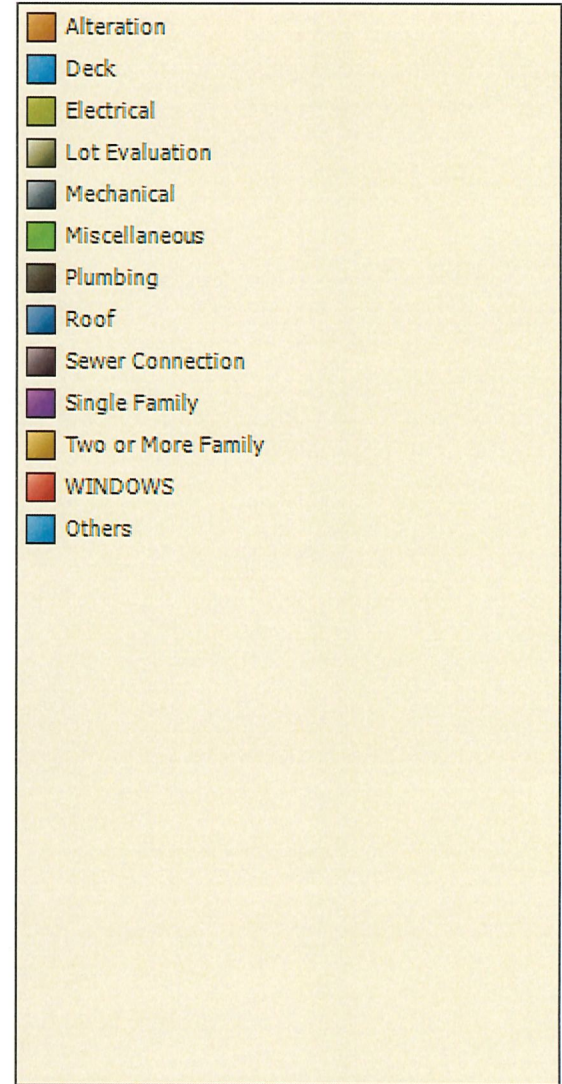 Alteration
Deck
Electrical
Lot Evaluation
Mechanical
Miscellaneous
Plumbing
Roof
Sewer Connection
Single Family
Two or More Family
WINDOWS
Others